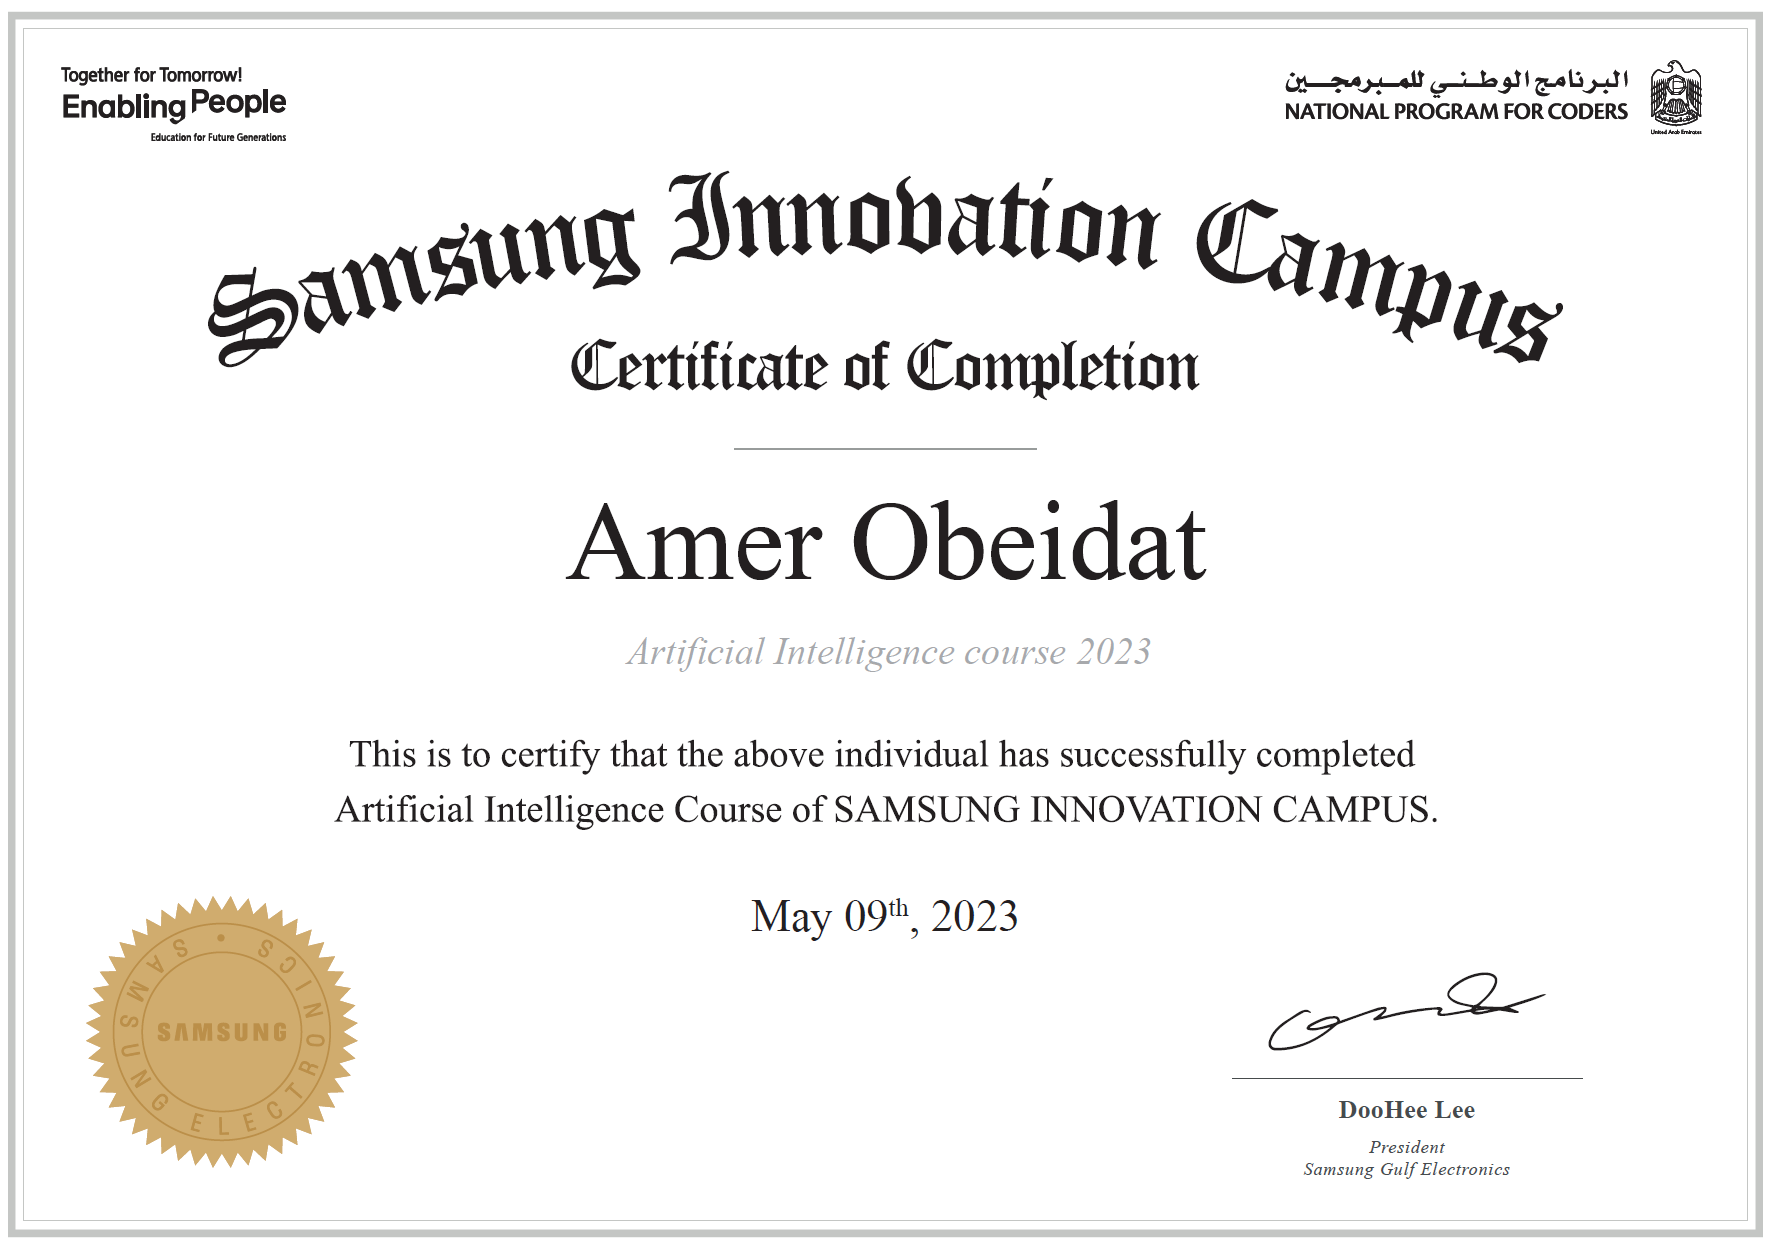 Together for Tomorrow!
Enabling People
Education for Future Generations
البرنامج الوطني للمبرمجين
NATIONAL PROGRAM FOR CODERS
United Arab Emirates
Samsung Innovation Campus
Certificate of Completion
Amer Obeidat
Artificial Intelligence course 2023
This is to certify that the above individual has successfully completed
Artificial Intelligence Course of SAMSUNG INNOVATION CAMPUS.
May 09th, 2023
SAMSUNG ELECTRONICS
SAMSUNG
DooHee Lee
President
Samsung Gulf Electronics